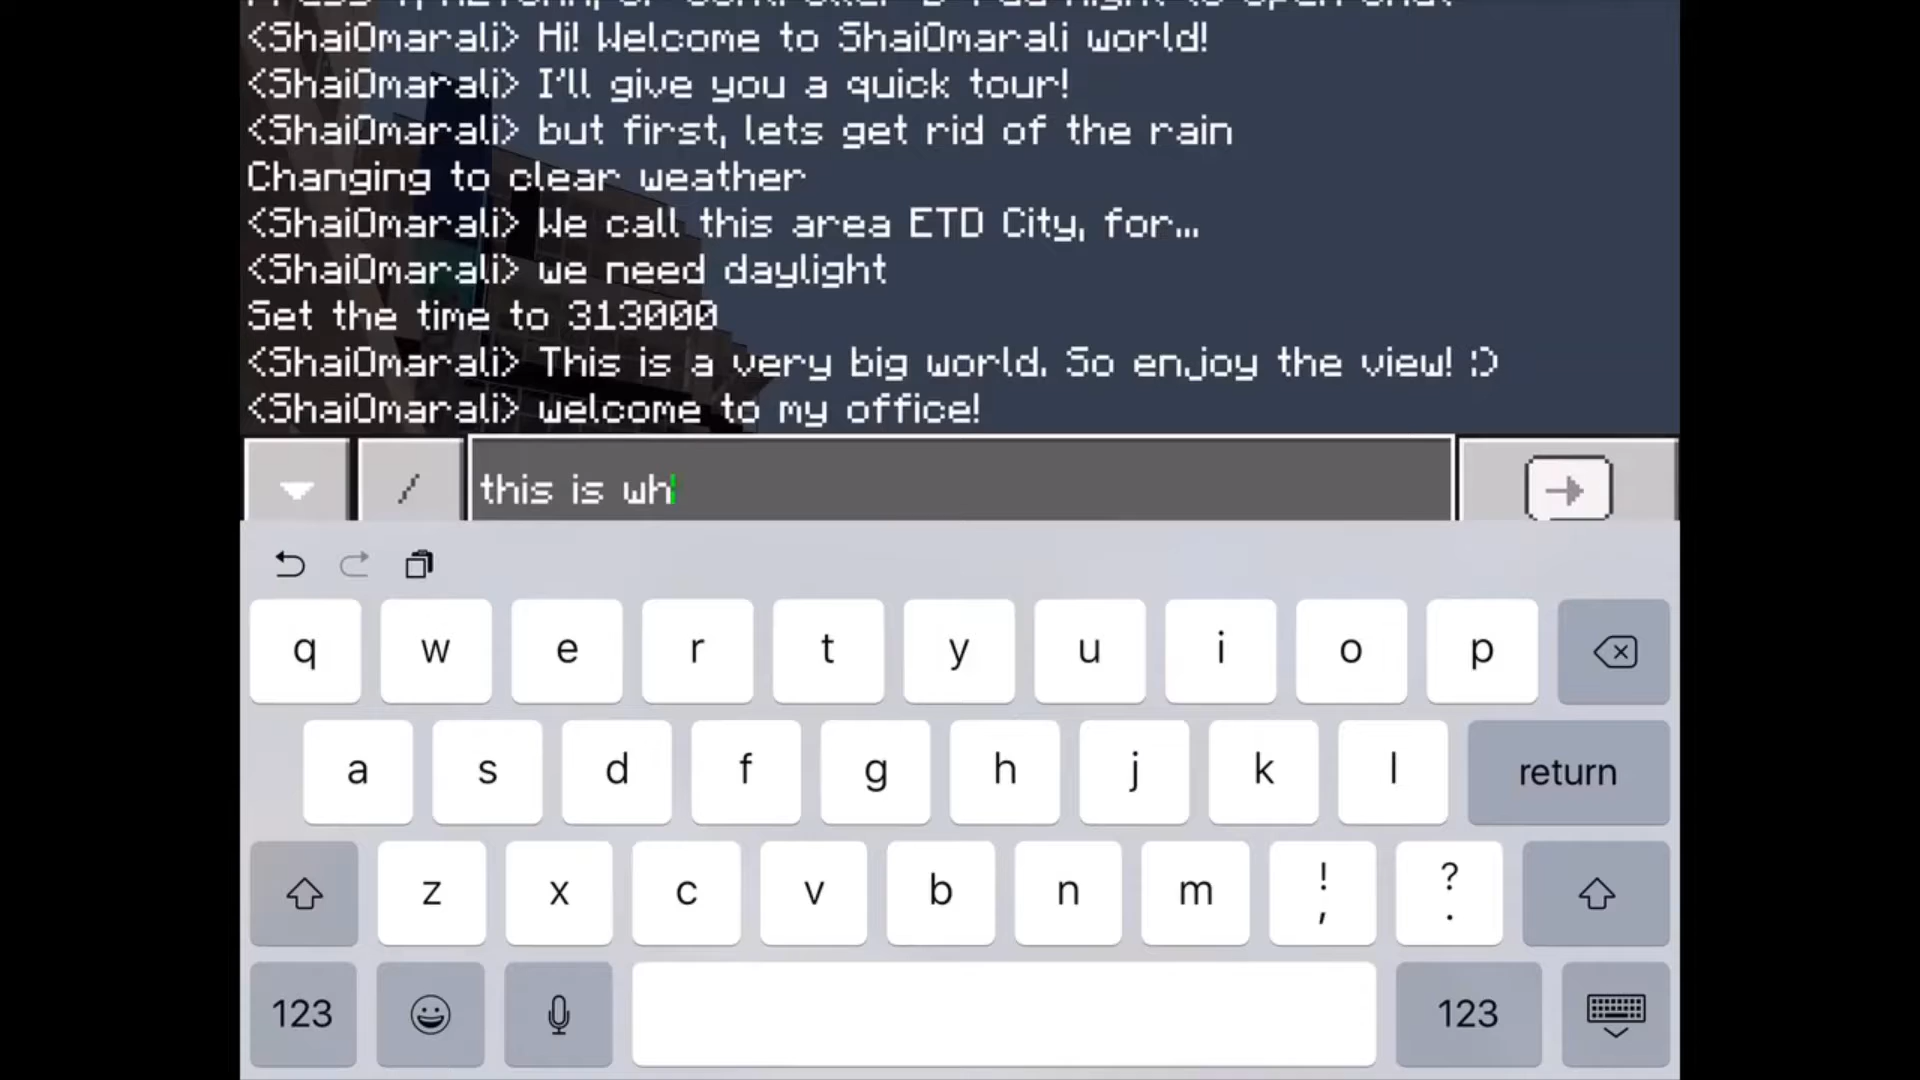 <ShaiOmarali> Hi! Welcome to ShaiOmarali world!
<ShaiOmarali> I'll give you a quick tour!
<ShaiOmarali> but first, lets get rid of the rain
Changing to clear weather
<ShaiOmarali> We call this area ETD City, for...
<ShaiOmarali> we need daylight
Set the time to 313000
<ShaiOmarali> This is a very big world. So enjoy the view! :)
<ShaiOmarali> welcome to my office!
/ this is wh
q w e r t y u i o p
a s d f g h j k l return
z x c v b n m ! , ? .
123 123